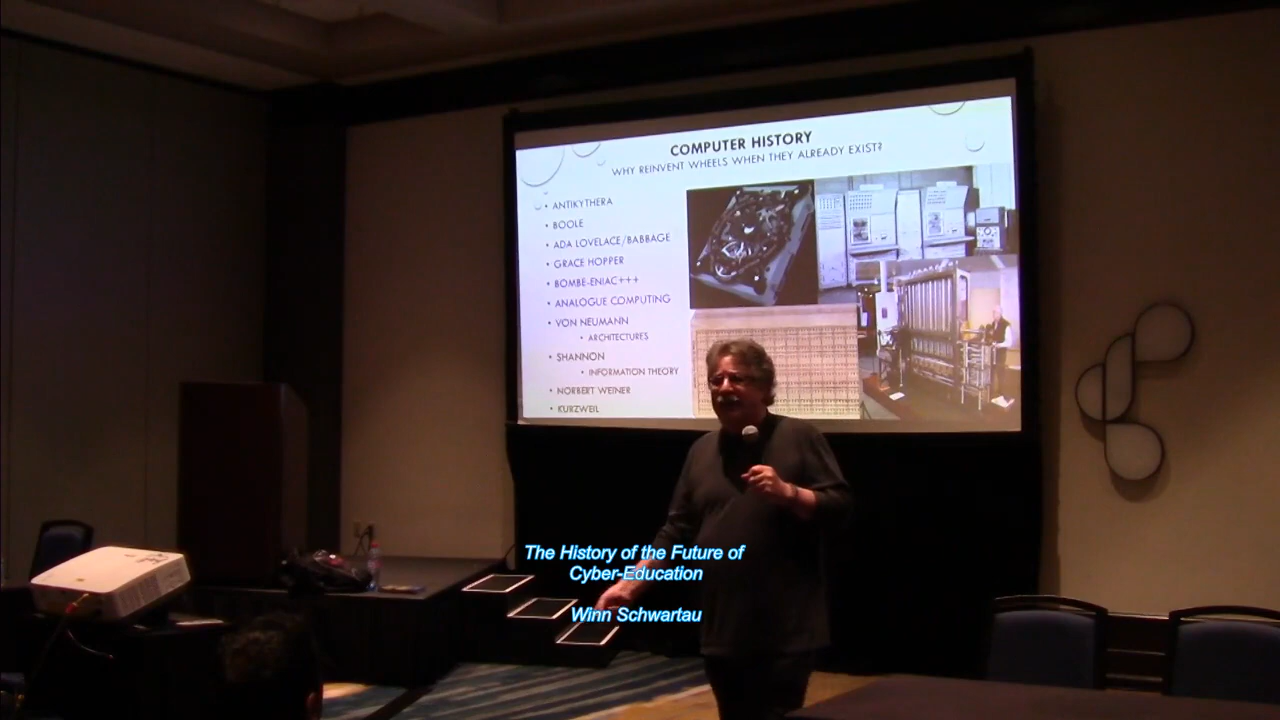 COMPUTER HISTORY
WHY REINVENT WHEELS WHEN THEY ALREADY EXIST?
• ANTIKYTHERA
• BOOLE
• ADA LOVELACE/BABBAGE
• GRACE HOPPER
• BOMBE-ENIAC+++
• ANALOGUE COMPUTING
• VON NEUMANN
• ARCHITECTURES
• SHANNON
• INFORMATION THEORY
• NORBERT WEINER
• KURZWEIL
The History of the Future of
Cyber-Education
Winn Schwartau